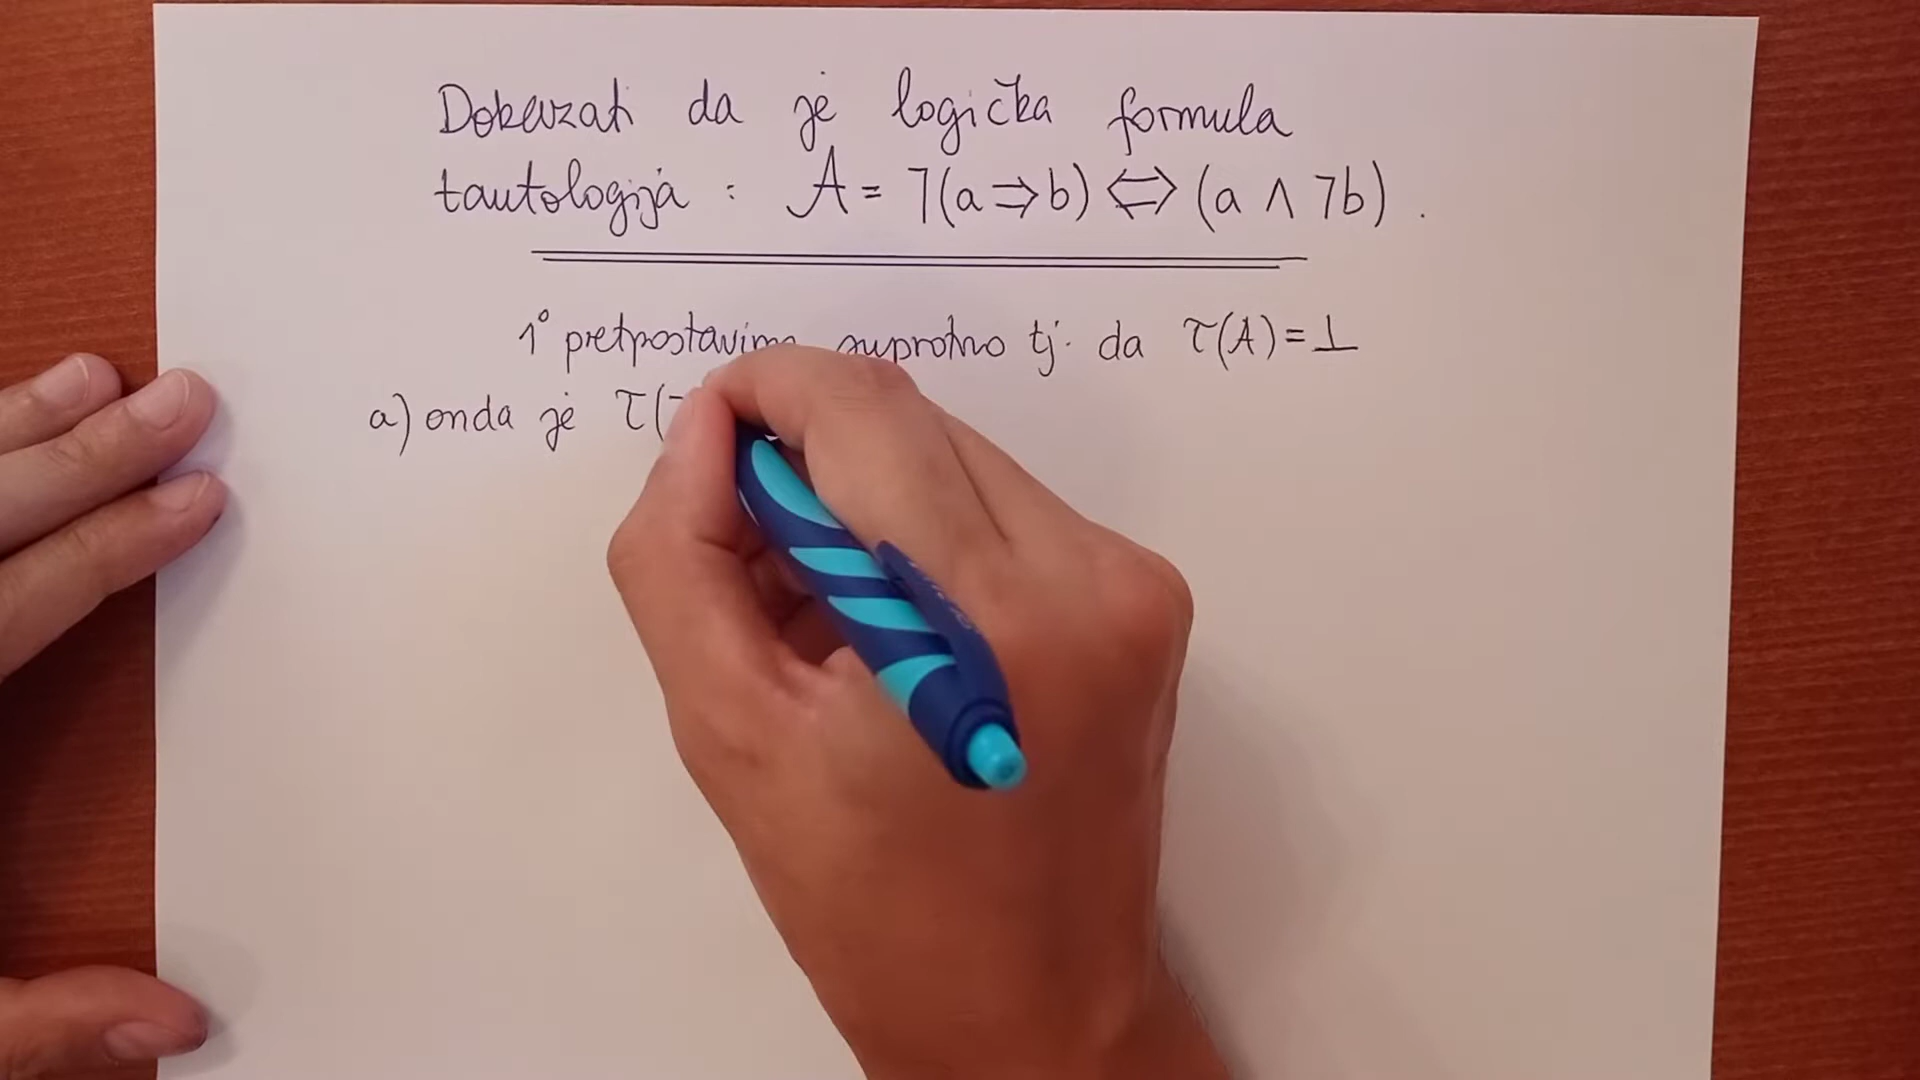 Dokazati da je logička formula
tautologija : A = ⅂(a ⇒ b) ⇔ (a ∧ ⅂b) .
1° pretpostavimo suprotno tj. da τ(A) = ⊥
a) onda je τ(